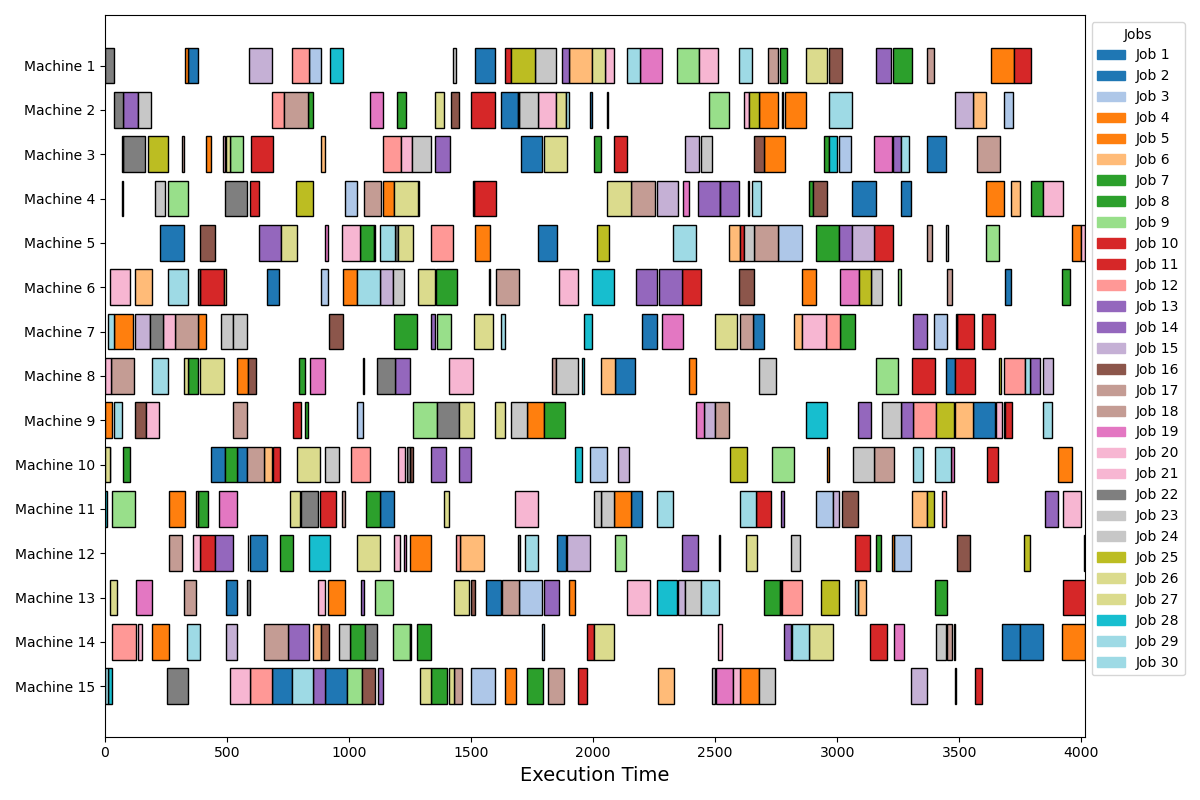 Machine 1
Machine 2
Machine 3
Machine 4
Machine 5
Machine 6
Machine 7
Machine 8
Machine 9
Machine 10
Machine 11
Machine 12
Machine 13
Machine 14
Machine 15
0 500 1000 1500 2000 2500 3000 3500 4000
Execution Time
Jobs
Job 1
Job 2
Job 3
Job 4
Job 5
Job 6
Job 7
Job 8
Job 9
Job 10
Job 11
Job 12
Job 13
Job 14
Job 15
Job 16
Job 17
Job 18
Job 19
Job 20
Job 21
Job 22
Job 23
Job 24
Job 25
Job 26
Job 27
Job 28
Job 29
Job 30